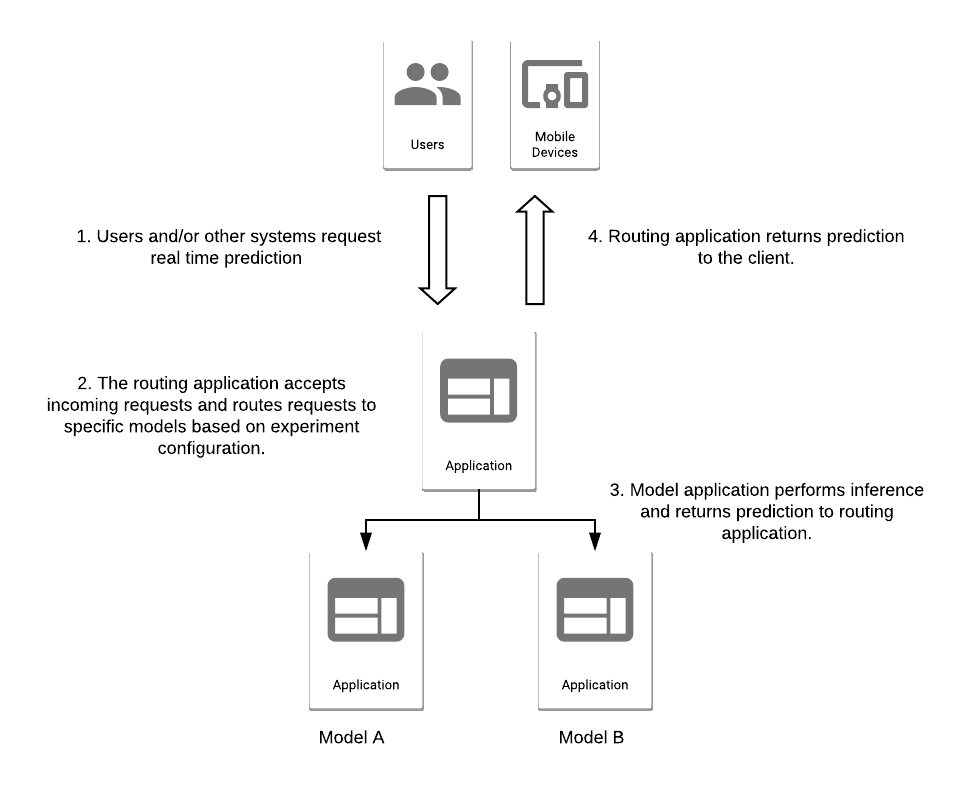 Users
Mobile
Devices
1. Users and/or other systems request
real time prediction
4. Routing application returns prediction
to the client.
2. The routing application accepts
incoming requests and routes requests to
specific models based on experiment
configuration.
Application
3. Model application performs inference
and returns prediction to routing
application.
Application
Application
Model A
Model B